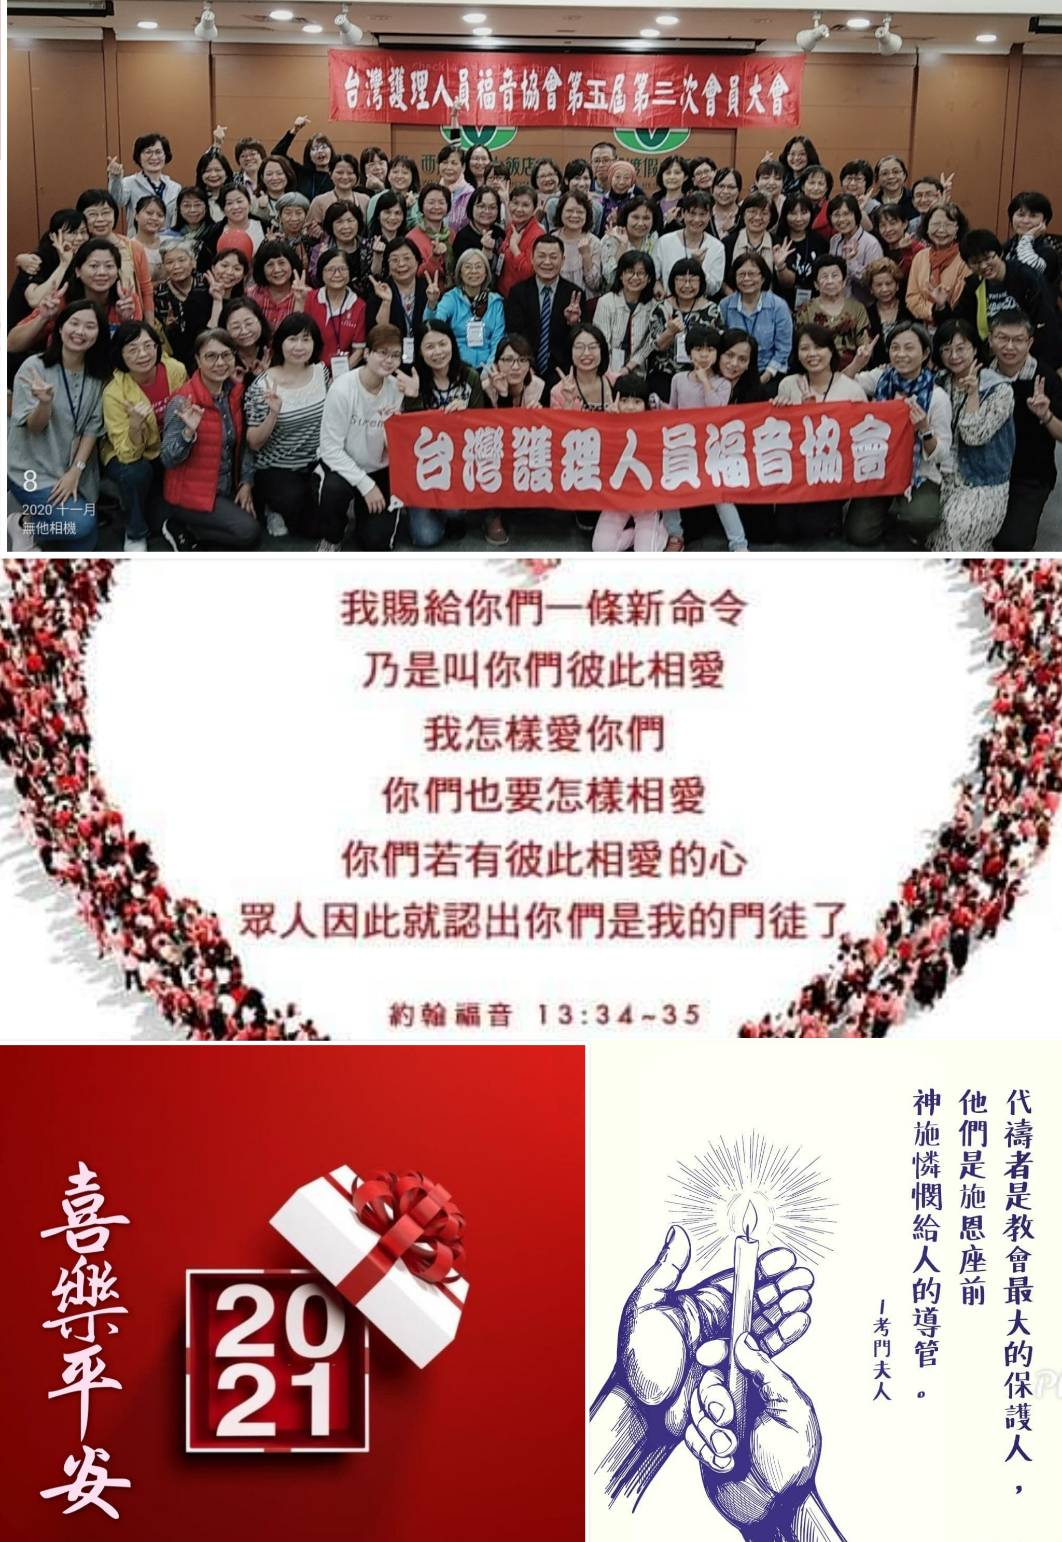 台灣護理人員福音協會第五屆第三次會員大會
台灣護理人員福音協會
8
2020 十一月
無他相機
我賜給你們一條新命令
乃是叫你們彼此相愛
我怎樣愛你們
你們也要怎樣相愛
你們若有彼此相愛的心
眾人因此就認出你們是我的門徒了
約翰福音 13:34~35
喜樂平安
20
21
代禱者是教會最大的保護人，
他們是施恩座前
神施憐憫給人的導管。
－考門夫人